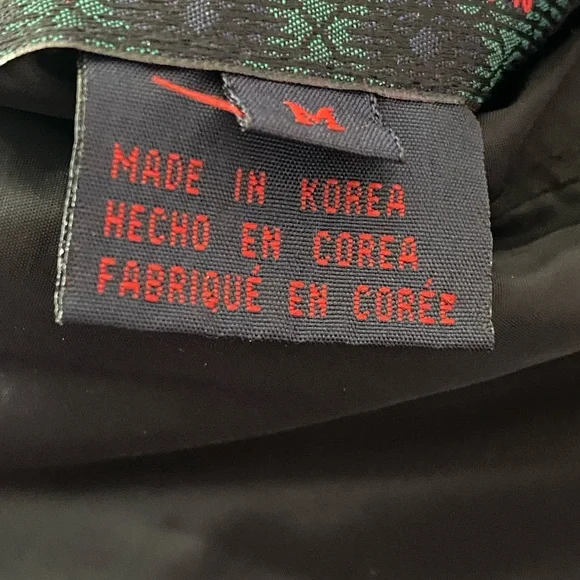 MADE IN KOREA
HECHO EN COREA
FABRIQUÉ EN CORÉE